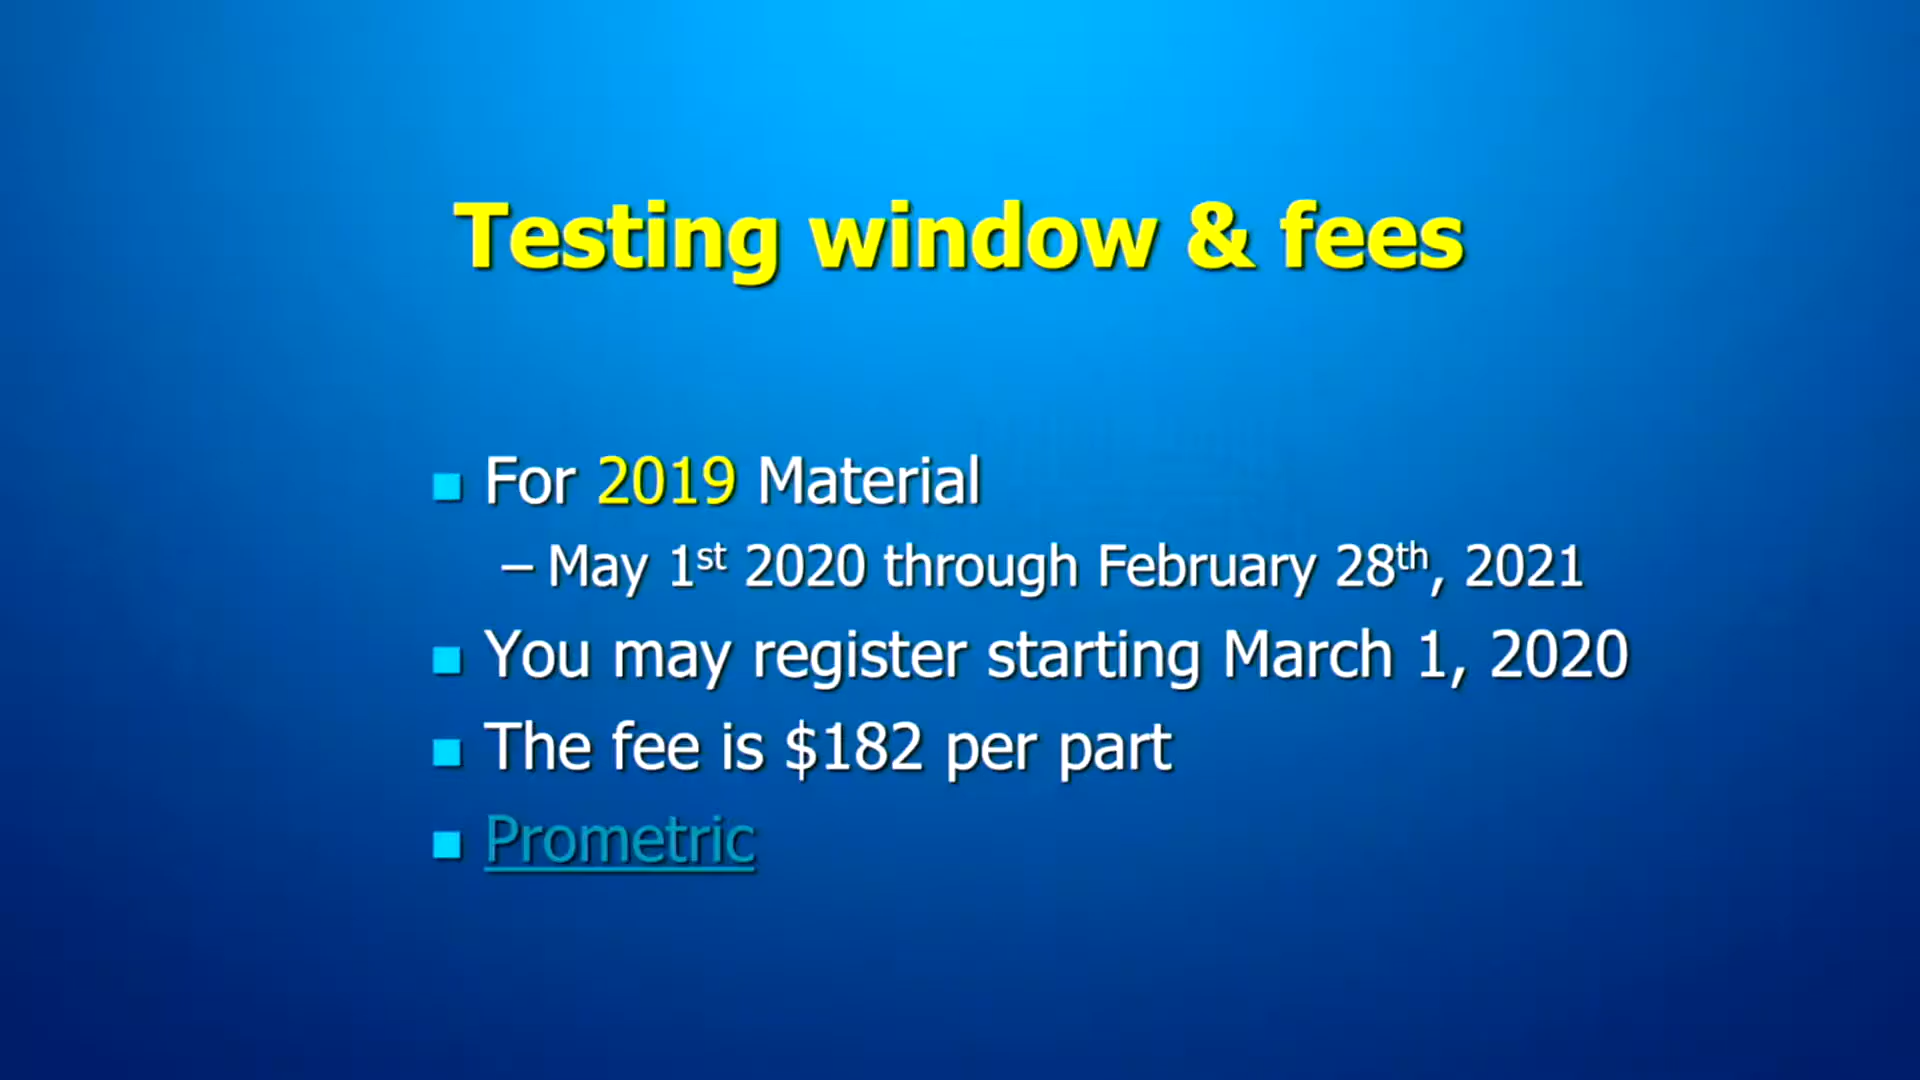 Testing window & fees
For 2019 Material
– May 1st 2020 through February 28th, 2021
You may register starting March 1, 2020
The fee is $182 per part
Prometric